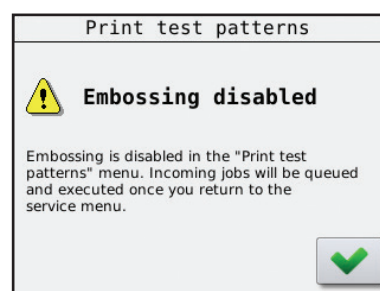 Print test patterns
Embossing disabled
Embossing is disabled in the "Print test
patterns" menu. Incoming jobs will be queued
and executed once you return to the
service menu.